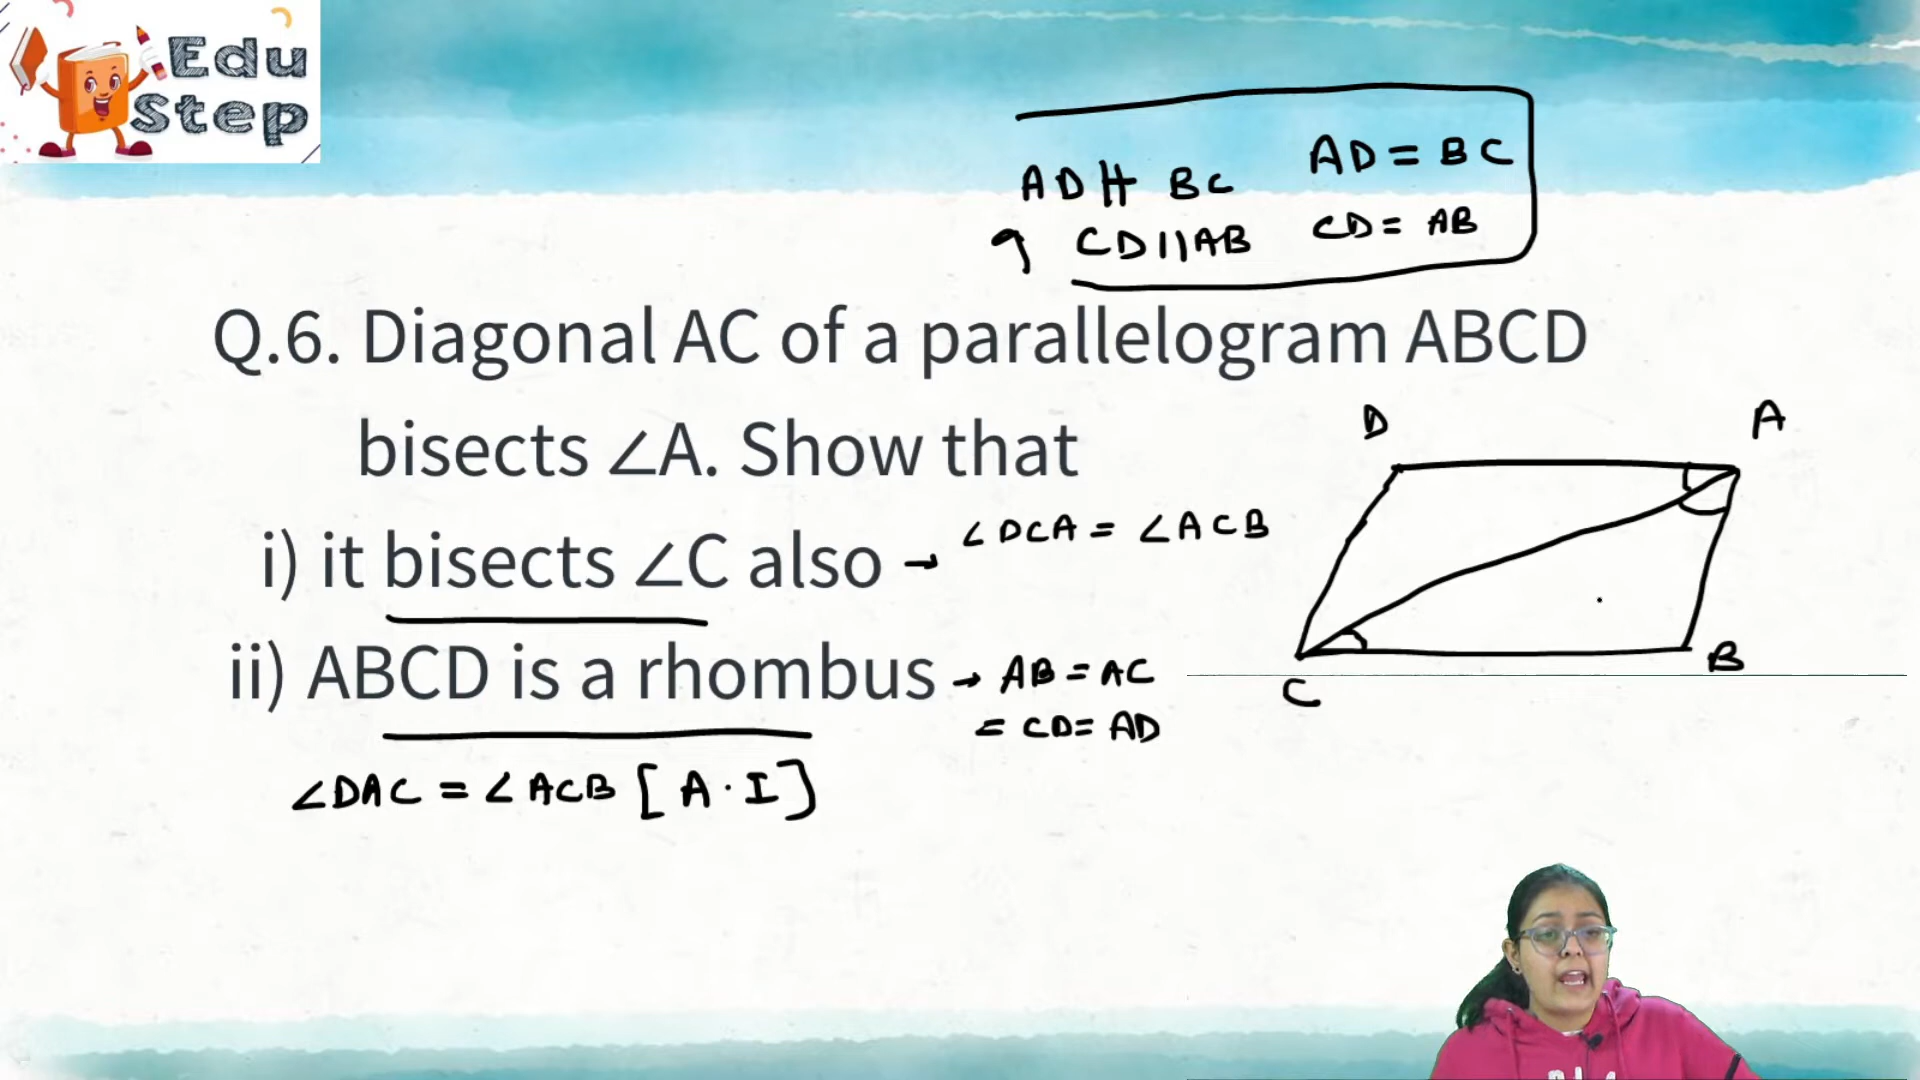 Edu
Step
AD || BC AD = BC
CD || AB CD = AB
Q.6. Diagonal AC of a parallelogram ABCD
bisects ∠A. Show that
i) it bisects ∠C also → ∠DCA = ∠ACB
ii) ABCD is a rhombus → AB = AC
= CD = AD
∠DAC = ∠ACB [A·I]
D
A
B
C